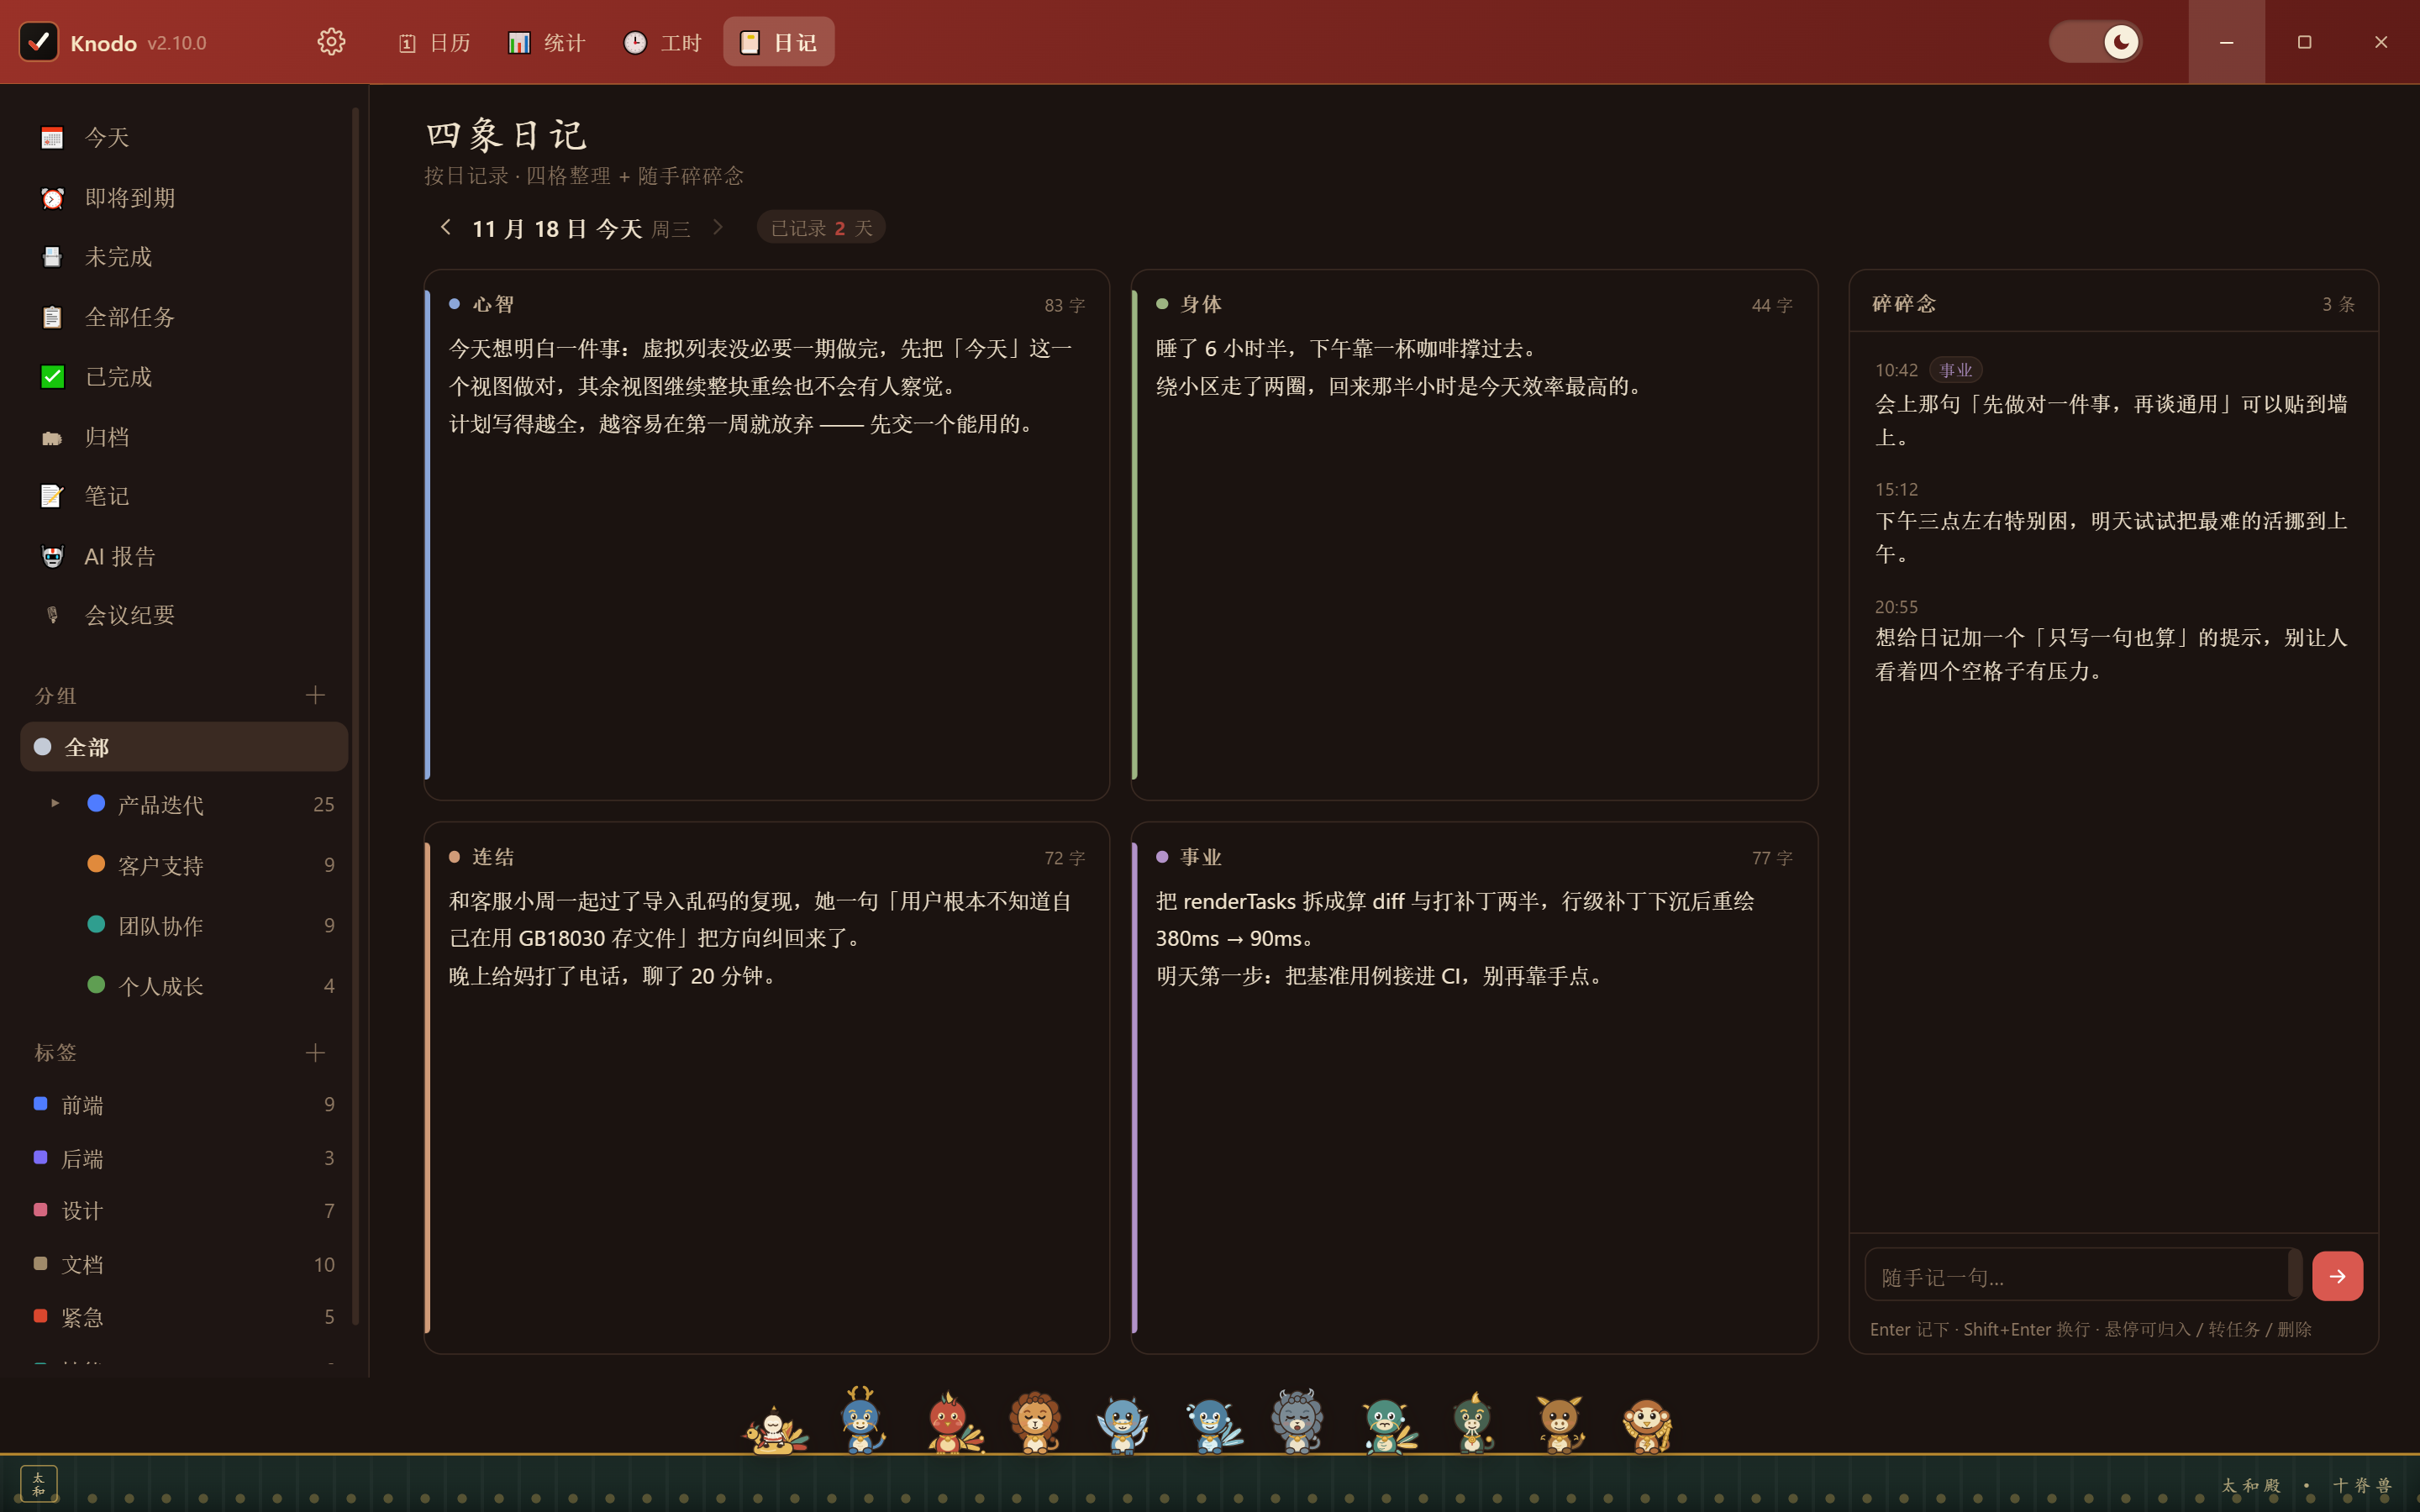 Knodo v2.10.0
日历
统计
工时
日记
今天
即将到期
未完成
全部任务
已完成
归档
笔记
AI 报告
会议纪要
分组
全部
产品迭代 25
客户支持 9
团队协作 9
个人成长 4
标签
前端 9
后端 3
设计 7
文档 10
紧急 5
四象日记
按日记录 · 四格整理 + 随手碎碎念
11 月 18 日 今天 周三
已记录 2 天
心智 83 字
今天想明白一件事：虚拟列表没必要一期做完，先把「今天」这一
个视图做对，其余视图继续整块重绘也不会有人察觉。
计划写得越全，越容易在第一周就放弃 —— 先交一个能用的。
身体 44 字
睡了 6 小时半，下午靠一杯咖啡撑过去。
绕小区走了两圈，回来那半小时是今天效率最高的。
连结 72 字
和客服小周一起过了导入乱码的复现，她一句「用户根本不知道自
己在用 GB18030 存文件」把方向纠回来了。
晚上给妈打了电话，聊了 20 分钟。
事业 77 字
把 renderTasks 拆成算 diff 与打补丁两半，行级补丁下沉后重绘
380ms → 90ms。
明天第一步：把基准用例接进 CI，别再靠手点。
碎碎念 3 条
10:42 事业
会上那句「先做对一件事，再谈通用」可以贴到墙
上。
15:12
下午三点左右特别困，明天试试把最难的活挪到上
午。
20:55
想给日记加一个「只写一句也算」的提示，别让人
看着四个空格子有压力。
随手记一句...
Enter 记下 · Shift+Enter 换行 · 悬停可归入 / 转任务 / 删除
太和
太和殿 • 十脊兽